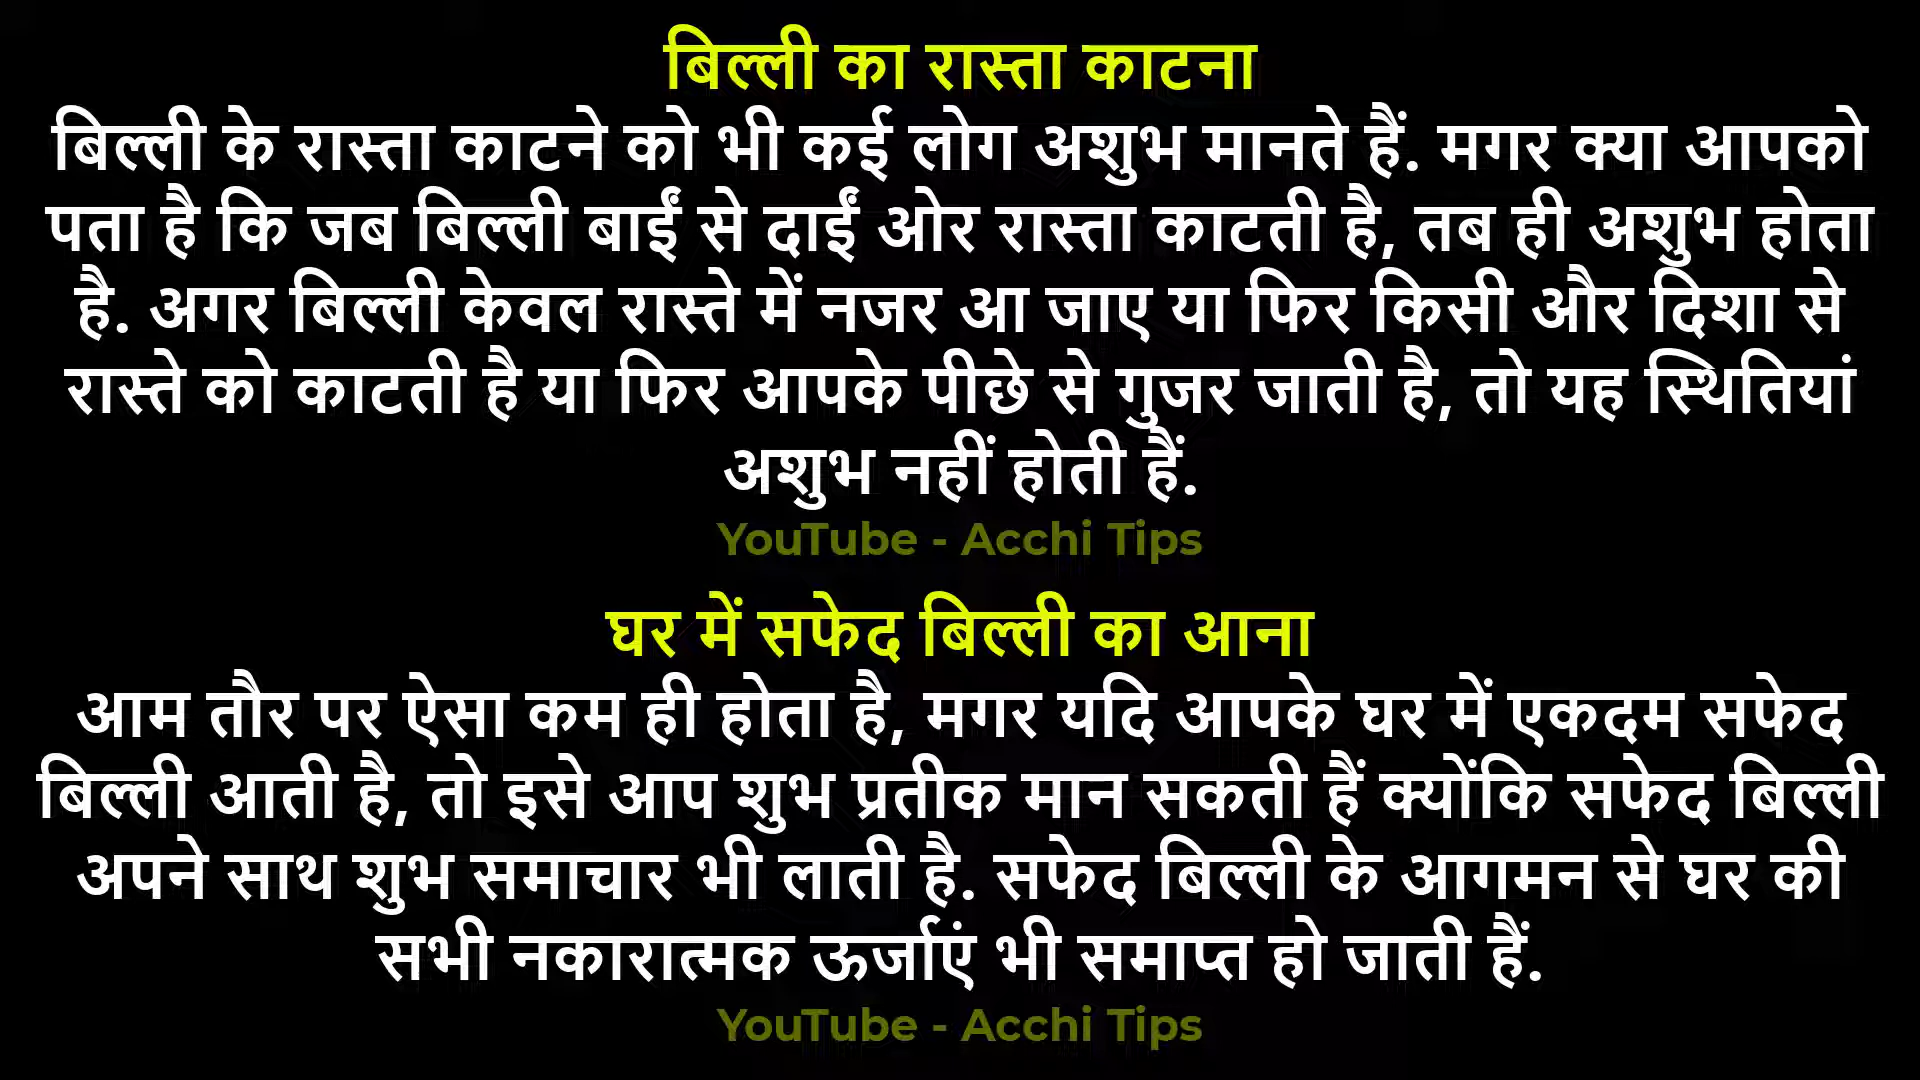 बिल्ली का रास्ता काटना
बिल्ली के रास्ता काटने को भी कई लोग अशुभ मानते हैं. मगर क्या आपको
पता है कि जब बिल्ली बाईं से दाईं ओर रास्ता काटती है, तब ही अशुभ होता
है. अगर बिल्ली केवल रास्ते में नजर आ जाए या फिर किसी और दिशा से
रास्ते को काटती है या फिर आपके पीछे से गुजर जाती है, तो यह स्थितियां
अशुभ नहीं होती हैं.
YouTube - Acchi Tips
घर में सफेद बिल्ली का आना
आम तौर पर ऐसा कम ही होता है, मगर यदि आपके घर में एकदम सफेद
बिल्ली आती है, तो इसे आप शुभ प्रतीक मान सकती हैं क्योंकि सफेद बिल्ली
अपने साथ शुभ समाचार भी लाती है. सफेद बिल्ली के आगमन से घर की
सभी नकारात्मक ऊर्जाएं भी समाप्त हो जाती हैं.
YouTube - Acchi Tips